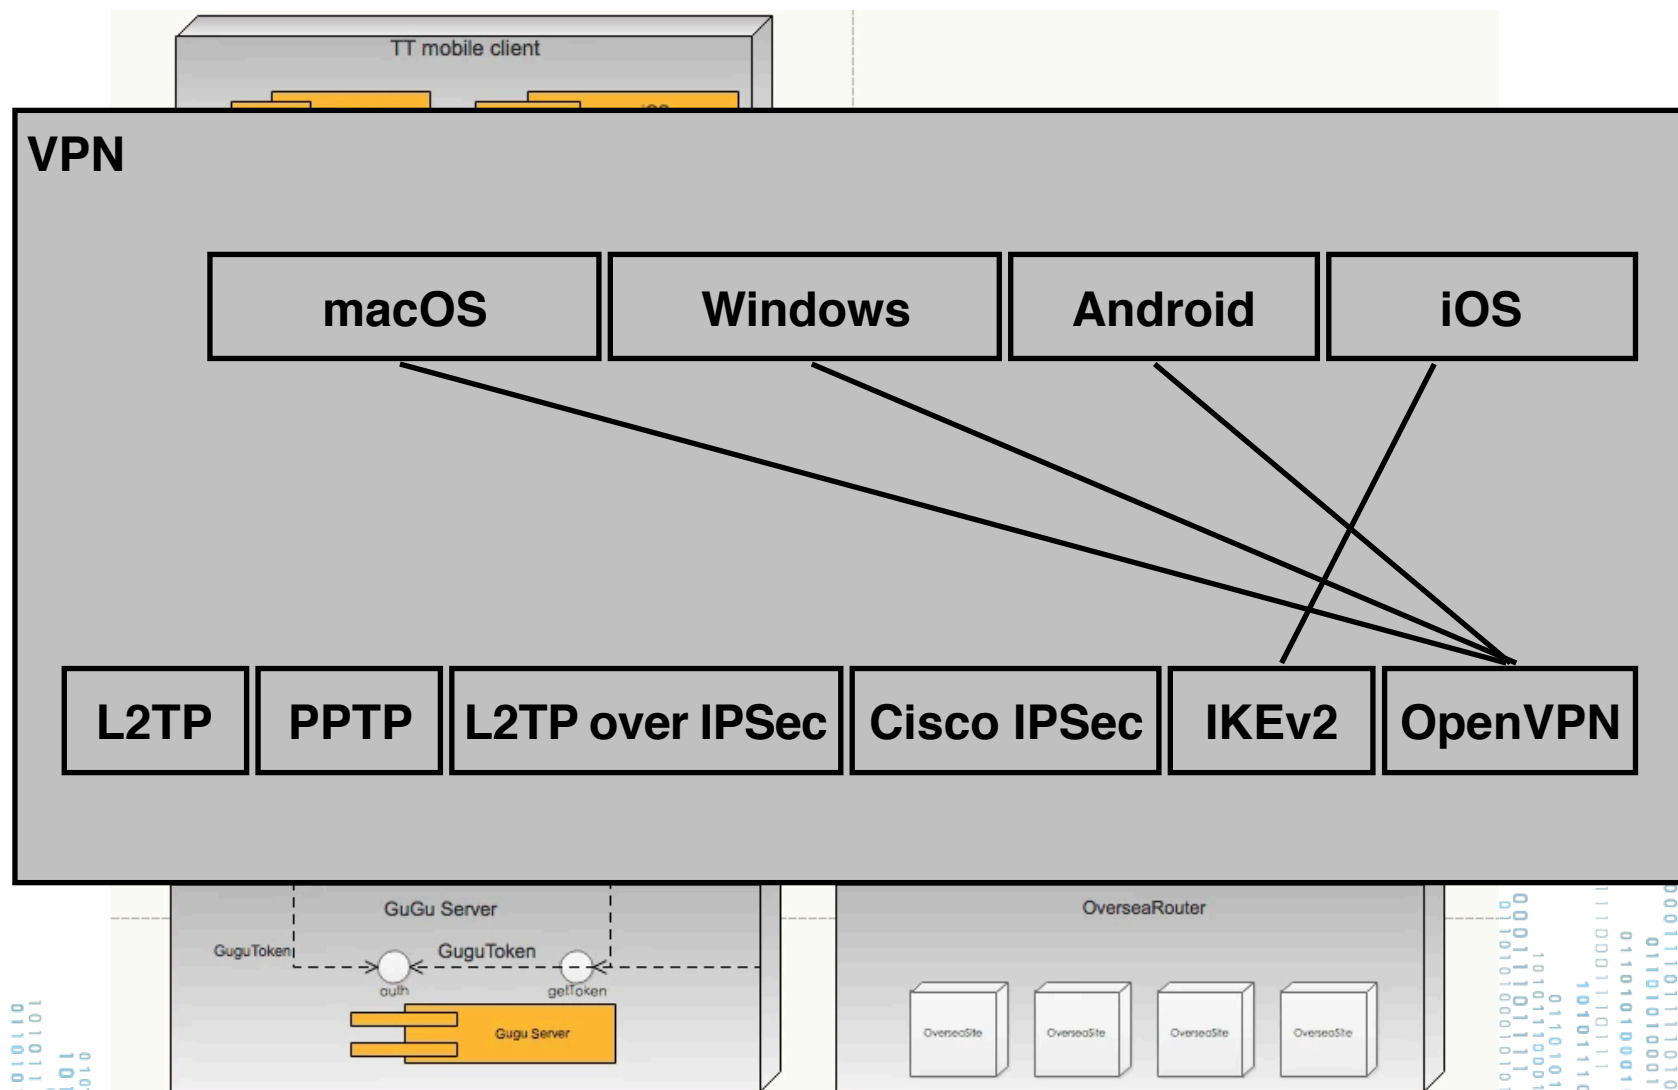 TT mobile client
VPN
macOS
Windows
Android
iOS
L2TP
PPTP
L2TP over IPSec
Cisco IPSec
IKEv2
OpenVPN
GuGu Server
OverseaRouter
GuguToken
GuguToken
auth
getToken
Gugu Server
OverseaSite
OverseaSite
OverseaSite
OverseaSite